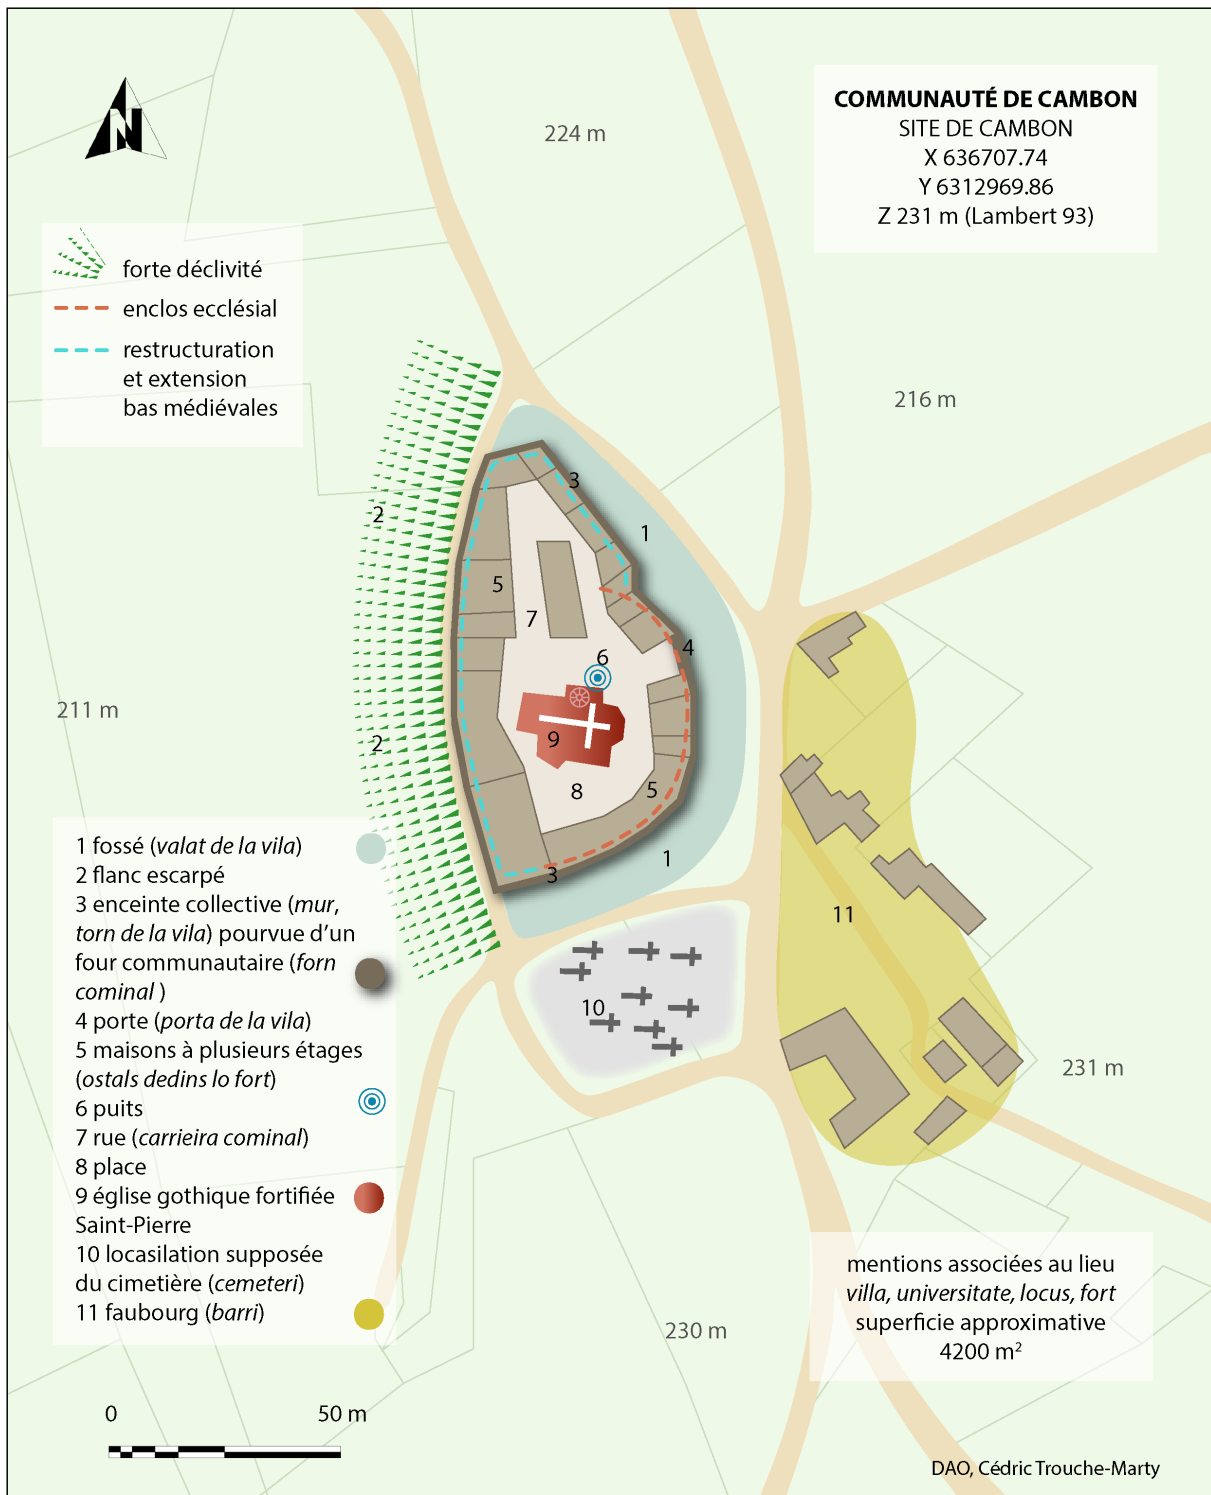 COMMUNAUTÉ DE CAMBON
SITE DE CAMBON
X 636707.74
Y 6312969.86
Z 231 m (Lambert 93)
N
224 m
forte déclivité
enclos ecclésial
restructuration
et extension
bas médiévales
216 m
3
2
1
5
7
4
6
211 m
9
2
8
5
1
3
11
10
231 m
230 m
1 fossé (valat de la vila)
2 flanc escarpé
3 enceinte collective (mur,
torn de la vila) pourvue d'un
four communautaire (forn
cominal )
4 porte (porta de la vila)
5 maisons à plusieurs étages
(ostals dedins lo fort)
6 puits
7 rue (carrieira cominal)
8 place
9 église gothique fortifiée
Saint-Pierre
10 locasilation supposée
du cimetière (cemeteri)
11 faubourg (barri)
mentions associées au lieu
villa, universitate, locus, fort
superficie approximative
4200 m²
0 50 m
DAO, Cédric Trouche-Marty